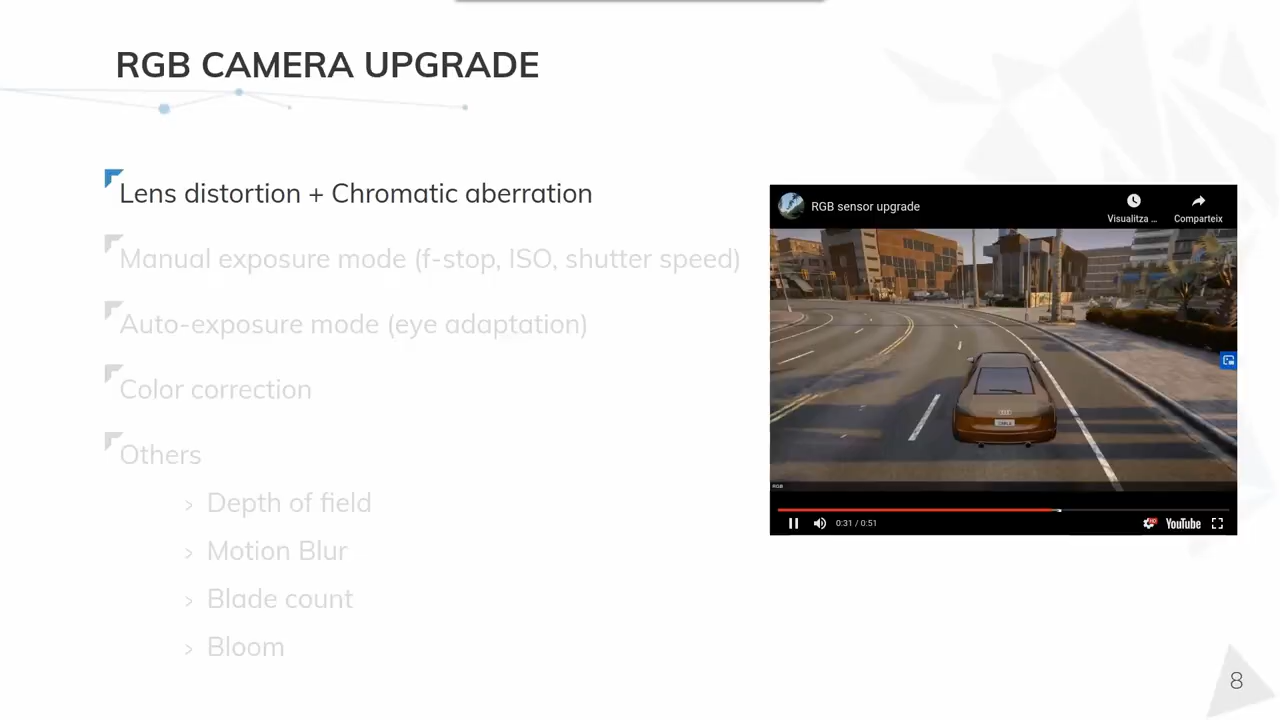 RGB CAMERA UPGRADE
Lens distortion + Chromatic aberration
Manual exposure mode (f-stop, ISO, shutter speed)
Auto-exposure mode (eye adaptation)
Color correction
Others
› Depth of field
› Motion Blur
› Blade count
› Bloom
RGB sensor upgrade
Visualitza ...
Comparteix
RGB
0:31 / 0:51
HD
YouTube
8